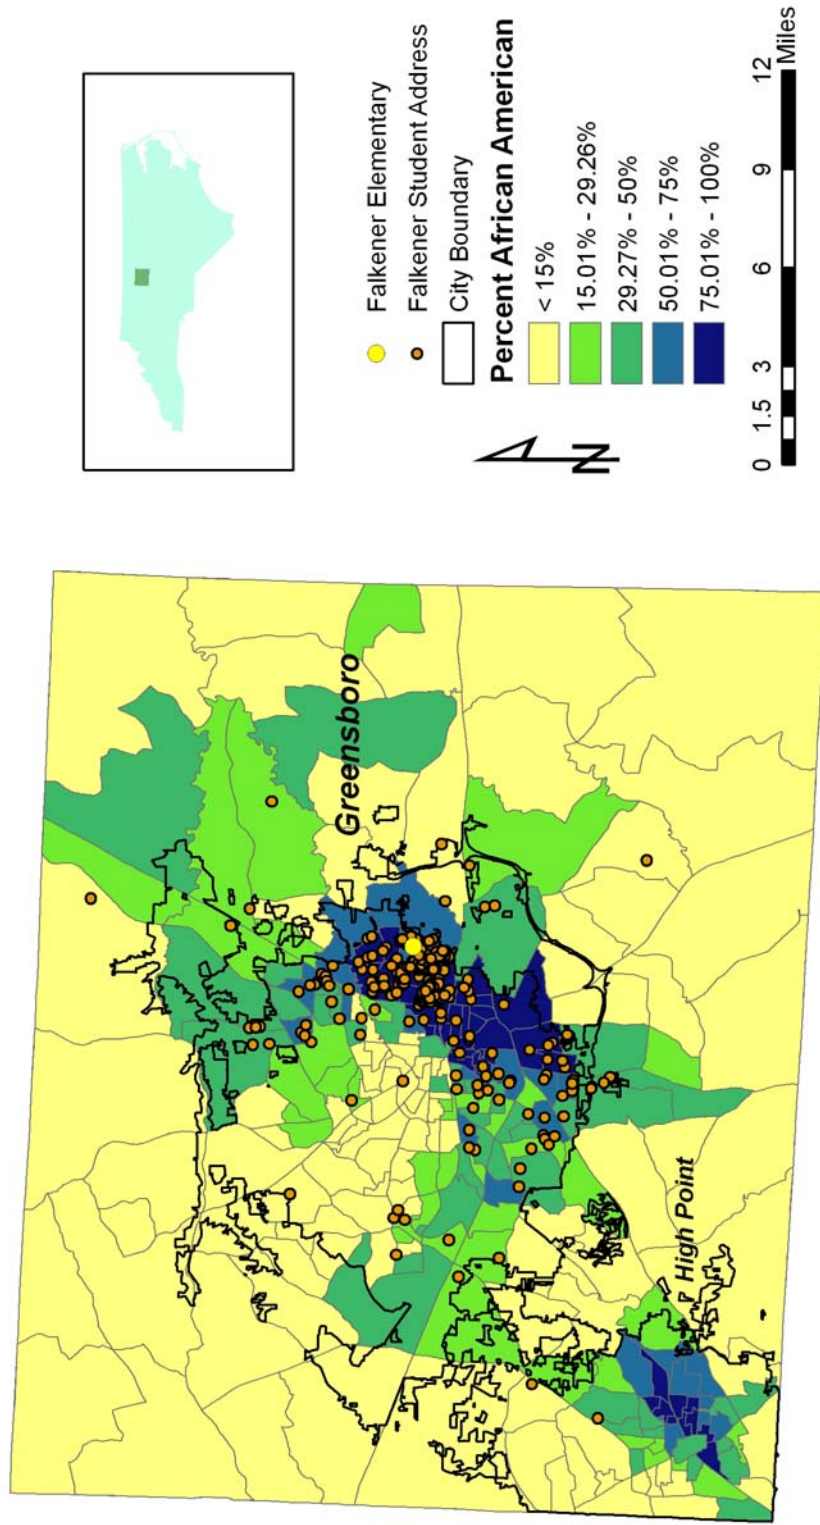 Greensboro
High Point
Falkener Elementary
Falkener Student Address
City Boundary
Percent African American
< 15%
15.01% - 29.26%
29.27% - 50%
50.01% - 75%
75.01% - 100%
N
0 1.5 3 6 9 12
Miles